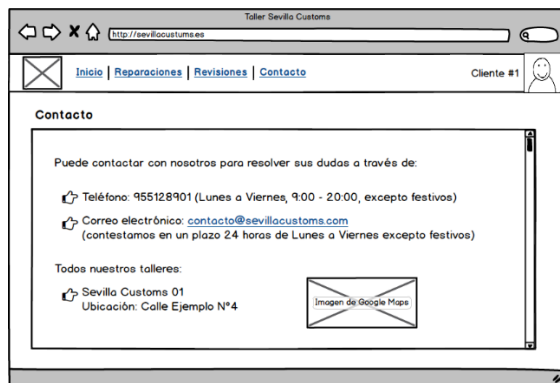 Taller Sevilla Customs
http://sevillacustums.es
Inicio | Reparaciones | Revisiones | Contacto
Cliente #1
Contacto
Puede contactar con nosotros para resolver sus dudas a través de:
Teléfono: 955128901 (Lunes a Viernes, 9:00 - 20:00, excepto festivos)
Correo electrónico: contacto@sevillacustoms.com
(contestamos en un plazo 24 horas de Lunes a Viernes excepto festivos)
Todos nuestros talleres:
Sevilla Customs 01
Ubicación: Calle Ejemplo Nº4
Imagen de Google Maps